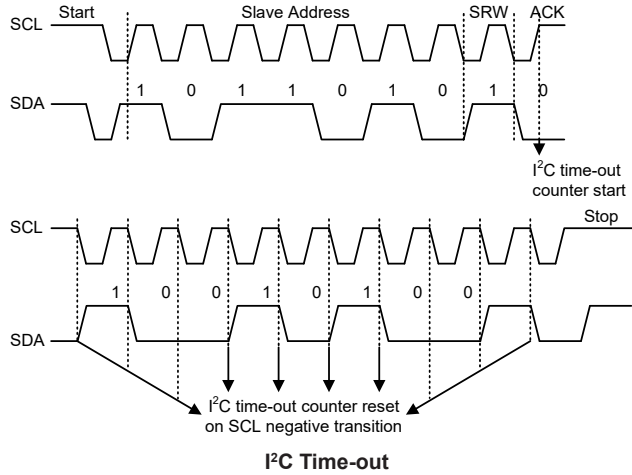 Start Slave Address SRW ACK
SCL
1 0 1 1 0 1 0 1 0
SDA
I²C time-out
counter start
SCL
Stop
1 0 0 1 0 1 0 0
SDA
I²C time-out counter reset
on SCL negative transition
I²C Time-out